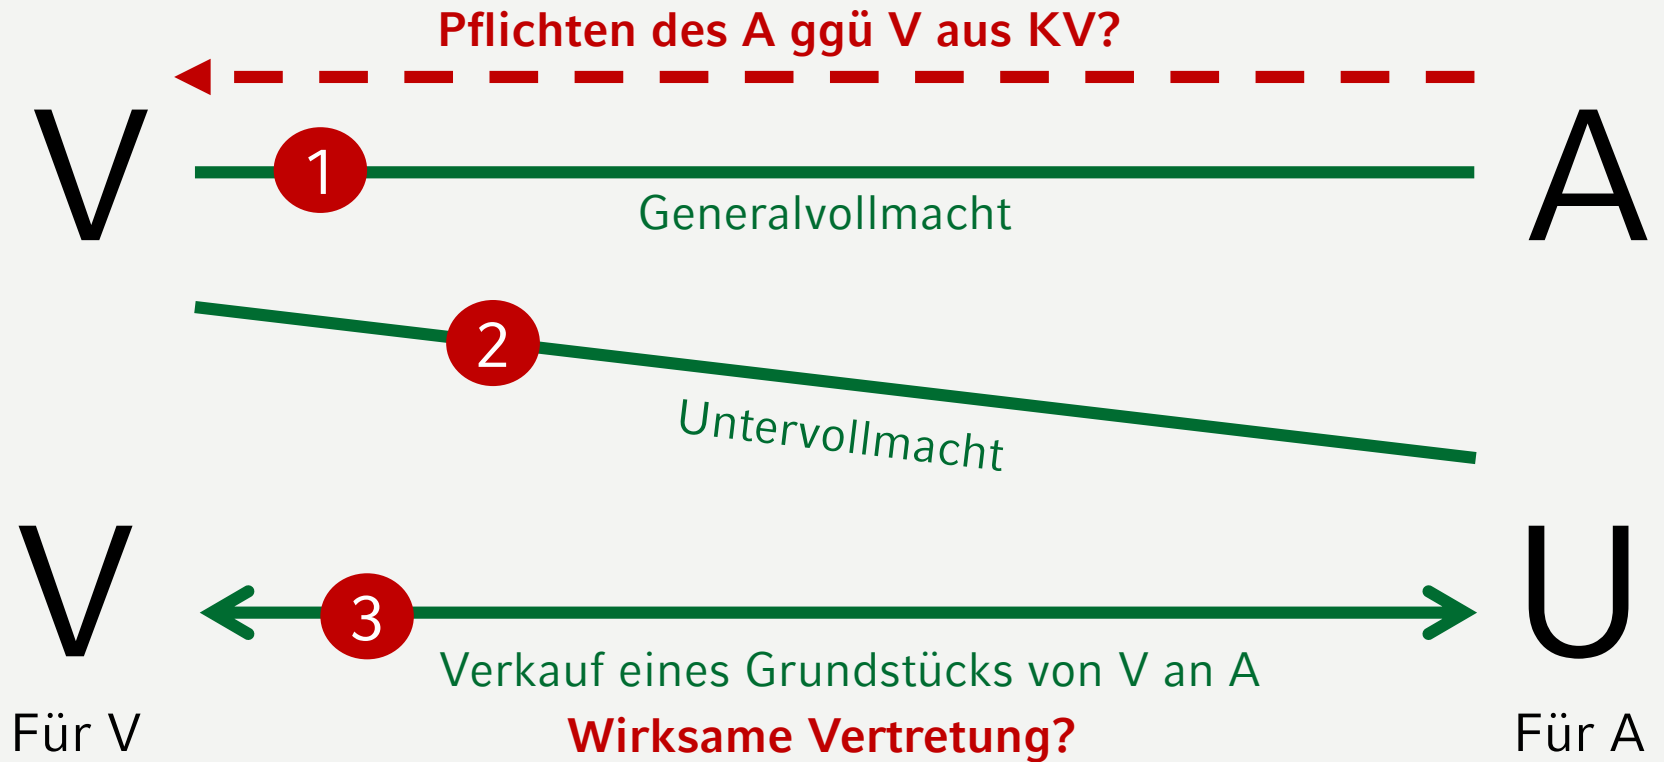 Pflichten des A ggü V aus KV?
V
A
1
Generalvollmacht
2
Untervollmacht
V
U
3
Verkauf eines Grundstücks von V an A
Für V
Wirksame Vertretung?
Für A